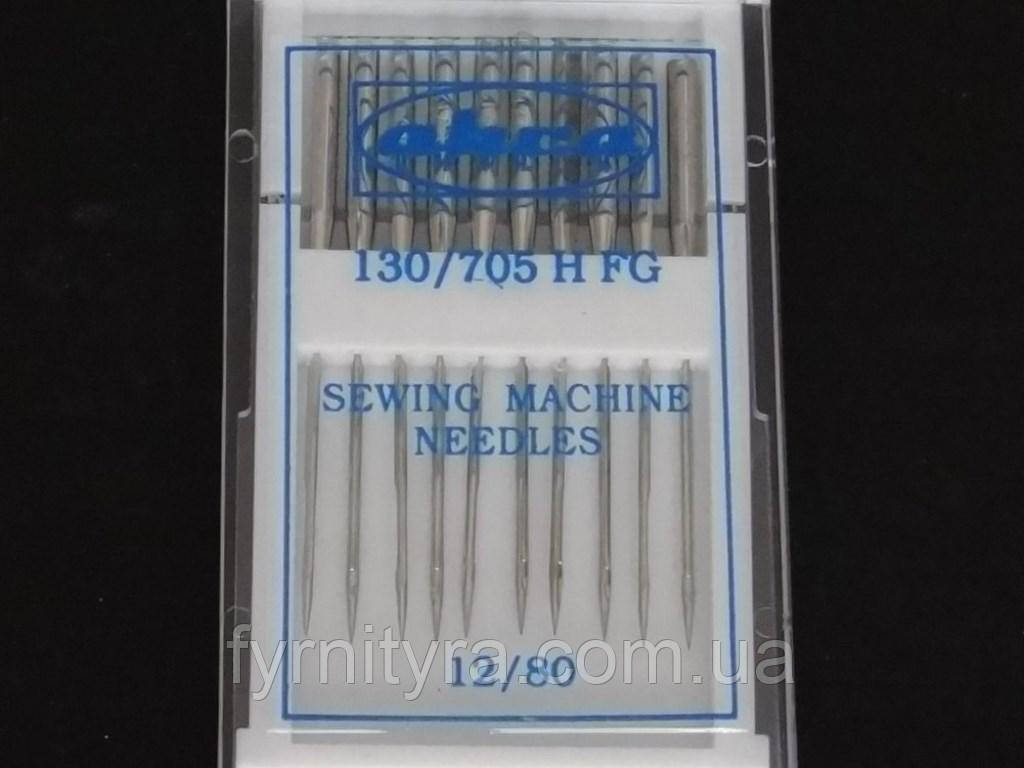 130/705 H FG
SEWING MACHINE
NEEDLES
fyrnityra.com.ua
12/80